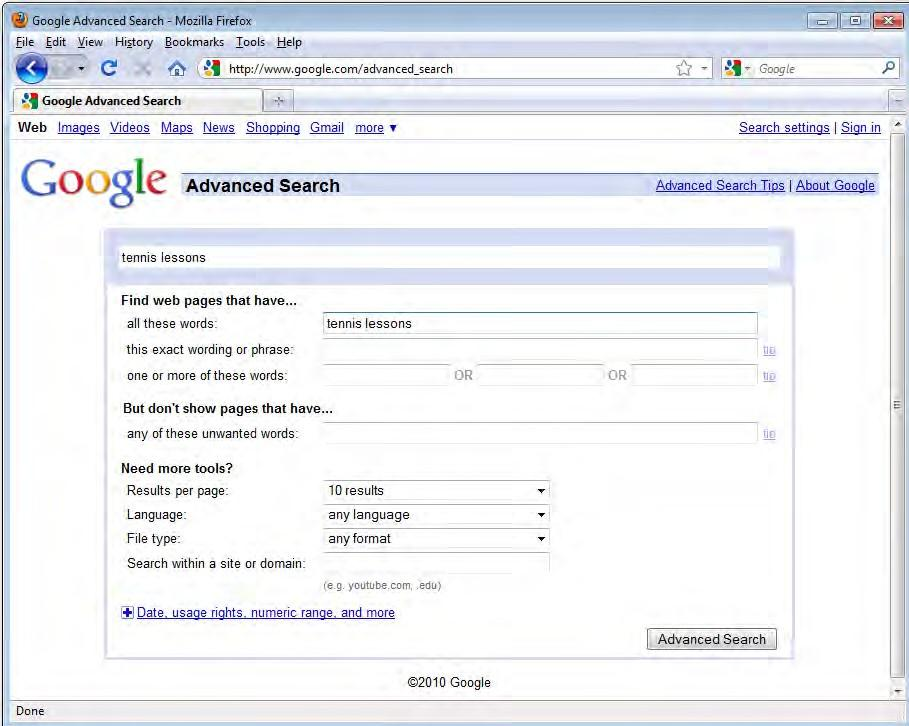 Google Advanced Search - Mozilla Firefox
File Edit View History Bookmarks Tools Help
http://www.google.com/advanced_search Google
Google Advanced Search
Web Images Videos Maps News Shopping Gmail more ▼ Search settings | Sign in
Google Advanced Search Advanced Search Tips | About Google
tennis lessons
Find web pages that have...
all these words: tennis lessons
this exact wording or phrase: tip
one or more of these words: OR OR tip
But don't show pages that have...
any of these unwanted words: tip
Need more tools?
Results per page: 10 results
Language: any language
File type: any format
Search within a site or domain:
(e.g. youtube.com, .edu)
Date, usage rights, numeric range, and more
Advanced Search
©2010 Google
Done